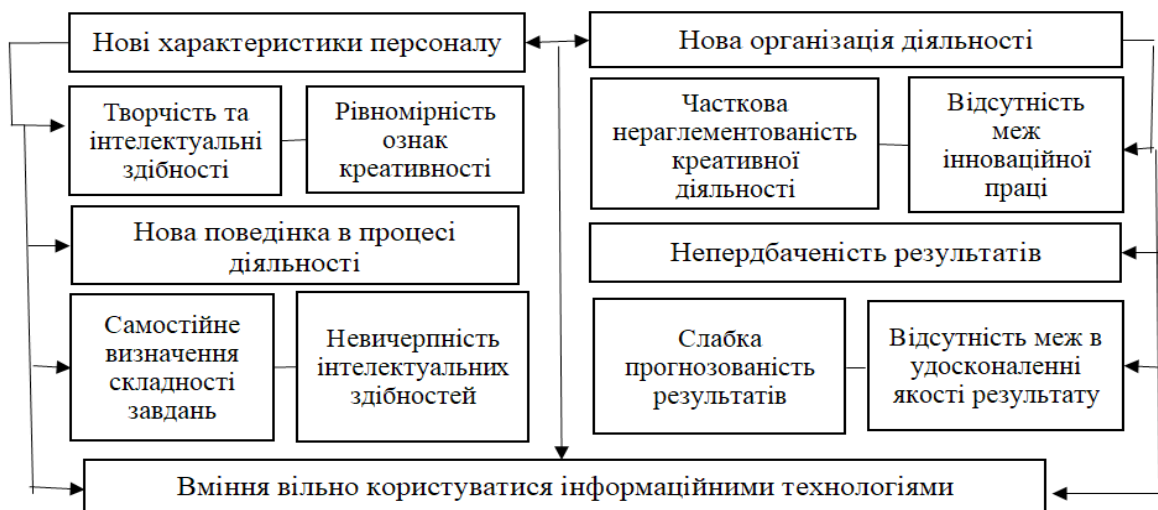 Нові характеристики персоналу
Нова організація діяльності
Творчість та
інтелектуальні
здібності
Рівномірність
ознак
креативності
Часткова
нераглементованість
креативної
діяльності
Відсутність
меж
інноваційної
праці
Нова поведінка в процесі
діяльності
Непердбаченість результатів
Самостійне
визначення
складності
завдань
Невичерпність
інтелектуальних
здібностей
Слабка
прогнозованість
результатів
Відсутність меж в
удосконаленні
якості результату
Вміння вільно користуватися інформаційними технологіями